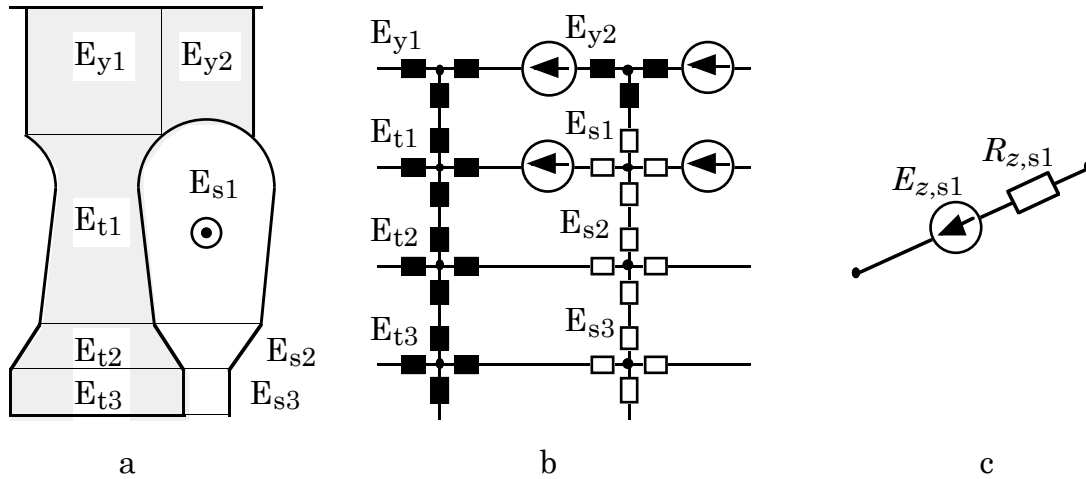 E_y1 E_y2
E_s1
E_t1
E_t2
E_s2
E_t3
E_s3
a
E_y1 E_y2
E_t1 E_s1
E_t2 E_s2
E_t3 E_s3
b
R_z,s1
E_z,s1
c